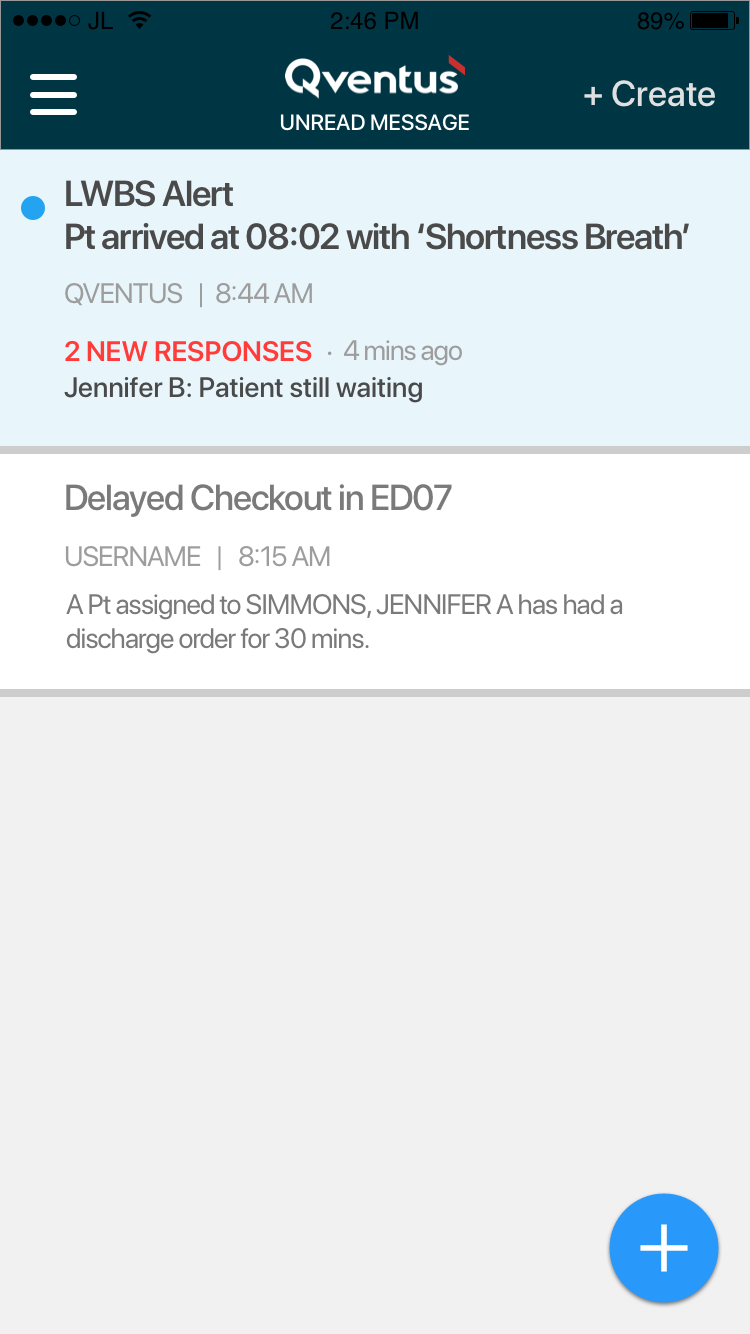 JL 2:46 PM 89%
Qventus
UNREAD MESSAGE
+ Create
LWBS Alert
Pt arrived at 08:02 with ‘Shortness Breath’
QVENTUS | 8:44 AM
2 NEW RESPONSES · 4 mins ago
Jennifer B: Patient still waiting
Delayed Checkout in ED07
USERNAME | 8:15 AM
A Pt assigned to SIMMONS, JENNIFER A has had a
discharge order for 30 mins.